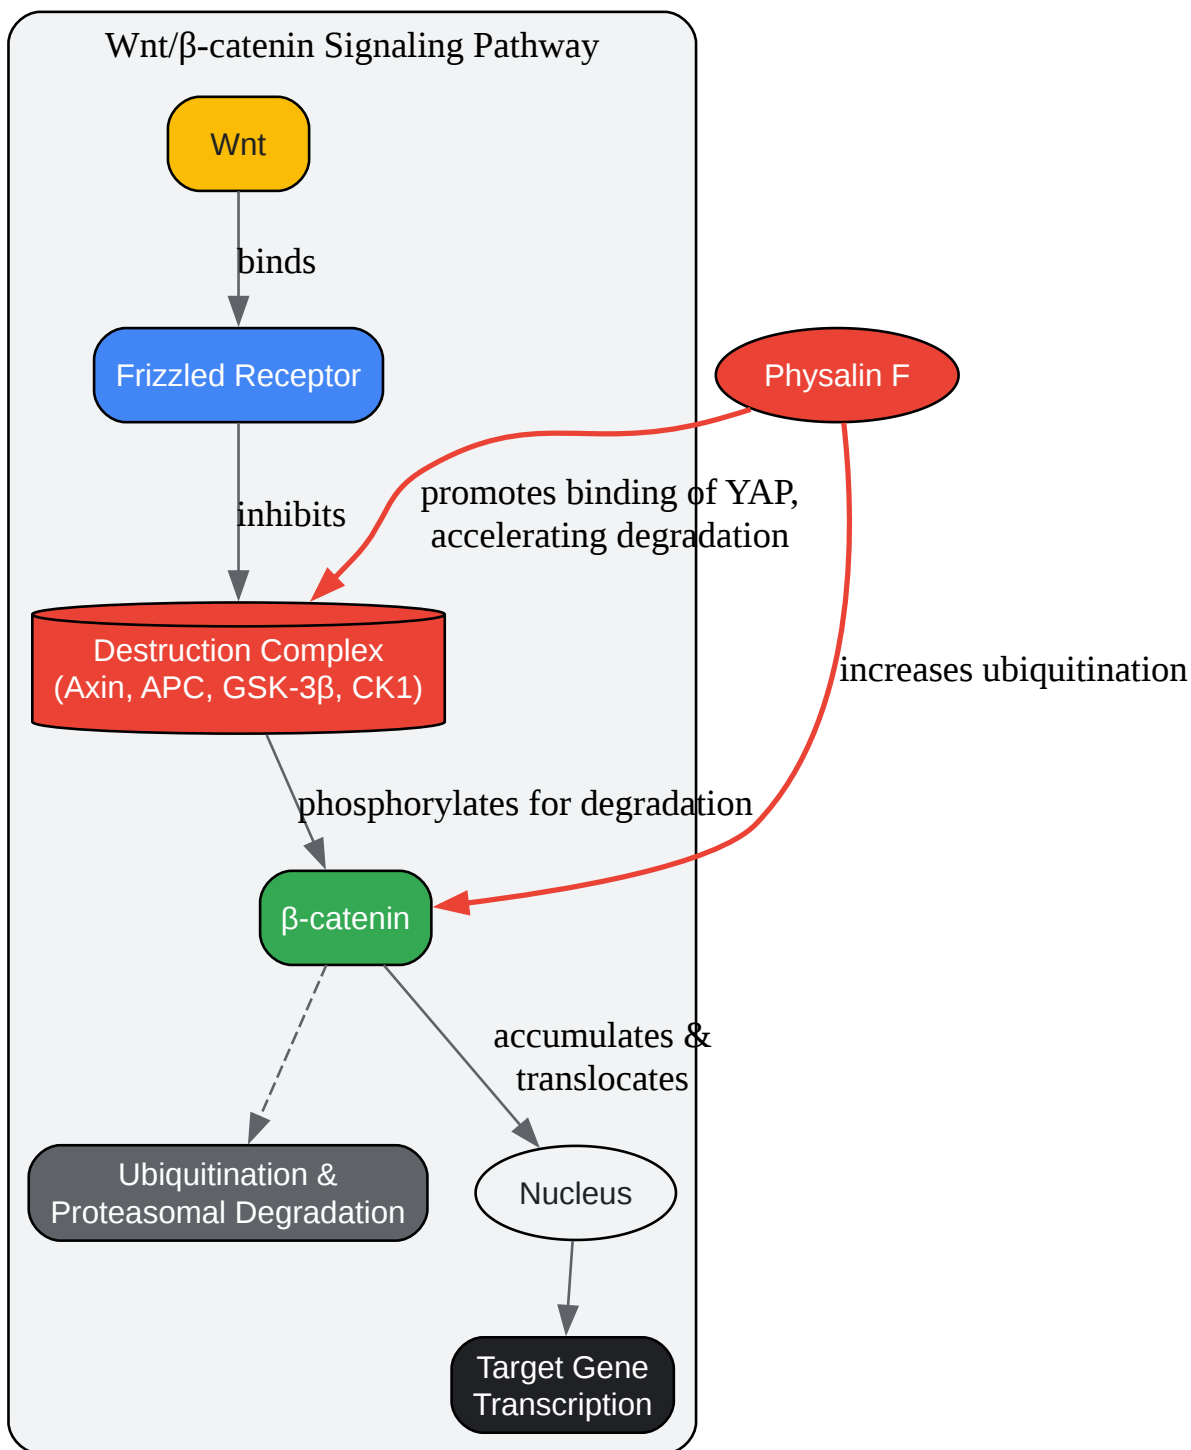 Wnt/β-catenin Signaling Pathway
Wnt
binds
Frizzled Receptor
Physalin F
promotes binding of YAP,
accelerating degradation
inhibits
Destruction Complex
(Axin, APC, GSK-3β, CK1)
increases ubiquitination
phosphorylates for degradation
β-catenin
accumulates &
translocates
Ubiquitination &
Proteasomal Degradation
Nucleus
Target Gene
Transcription